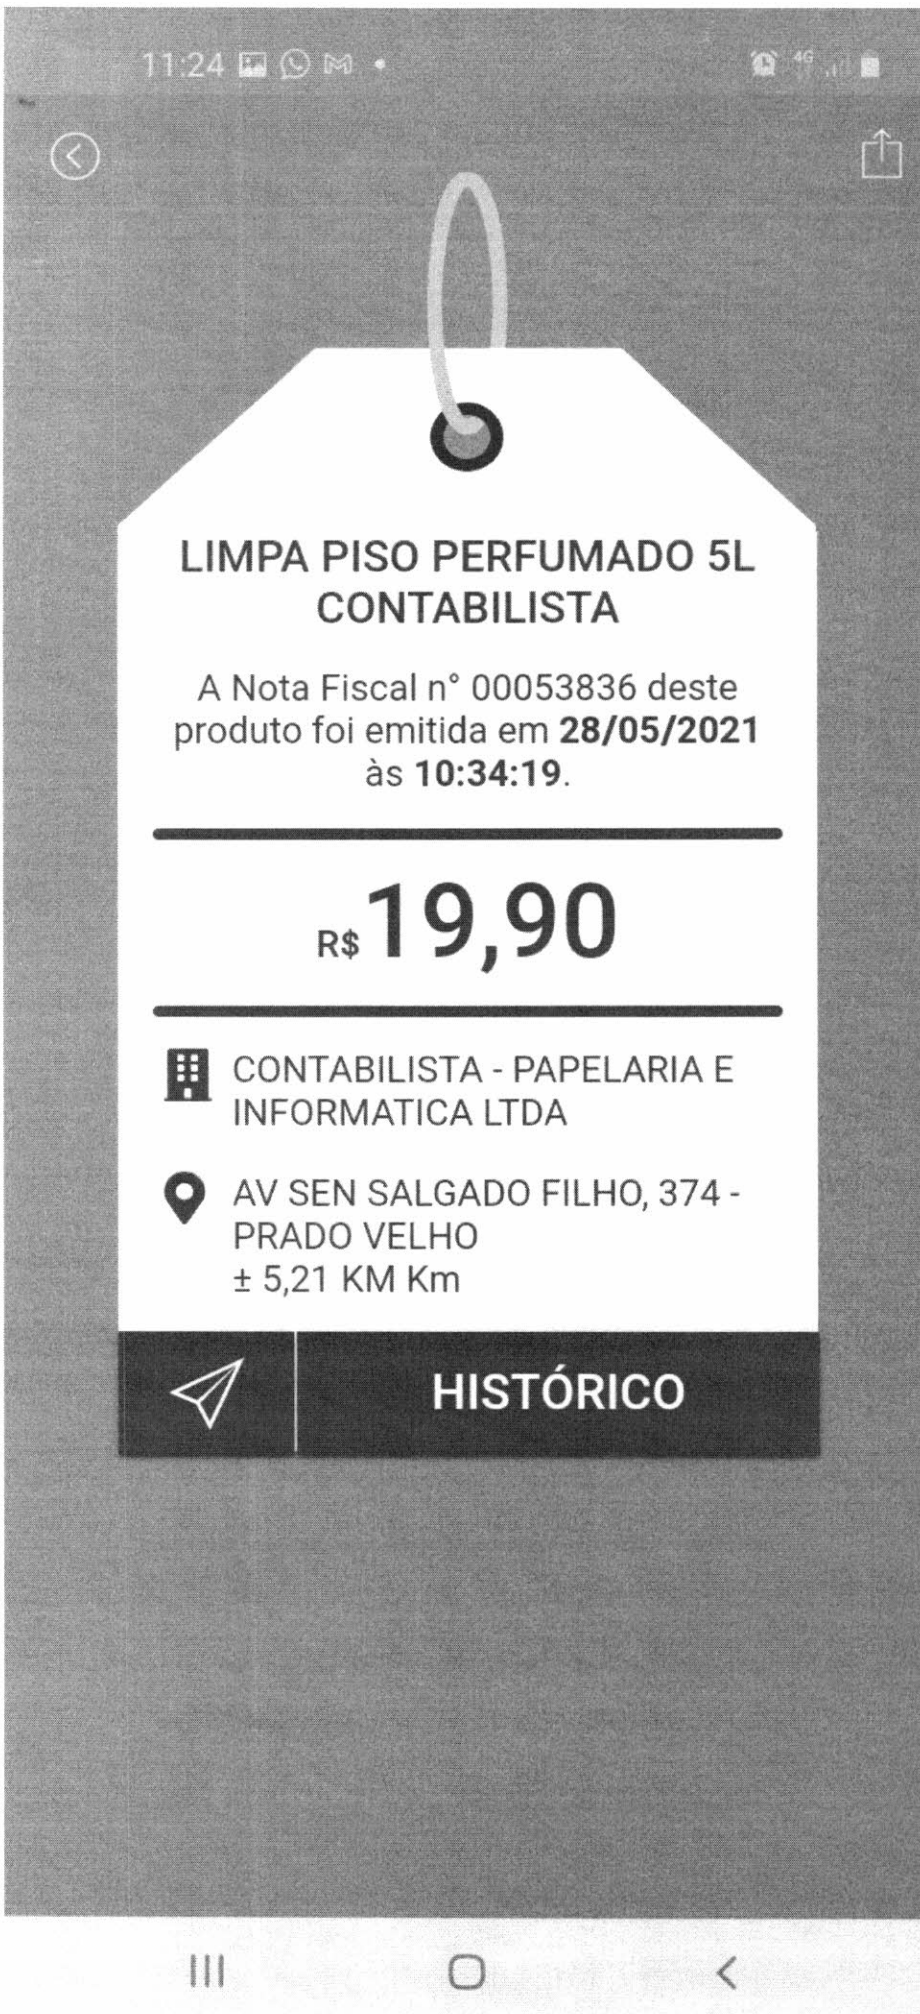 11:24
4G
LIMPA PISO PERFUMADO 5L
CONTABILISTA
A Nota Fiscal n° 00053836 deste
produto foi emitida em 28/05/2021
às 10:34:19.
R$ 19,90
CONTABILISTA - PAPELARIA E
INFORMATICA LTDA
AV SEN SALGADO FILHO, 374 -
PRADO VELHO
± 5,21 KM Km
HISTÓRICO